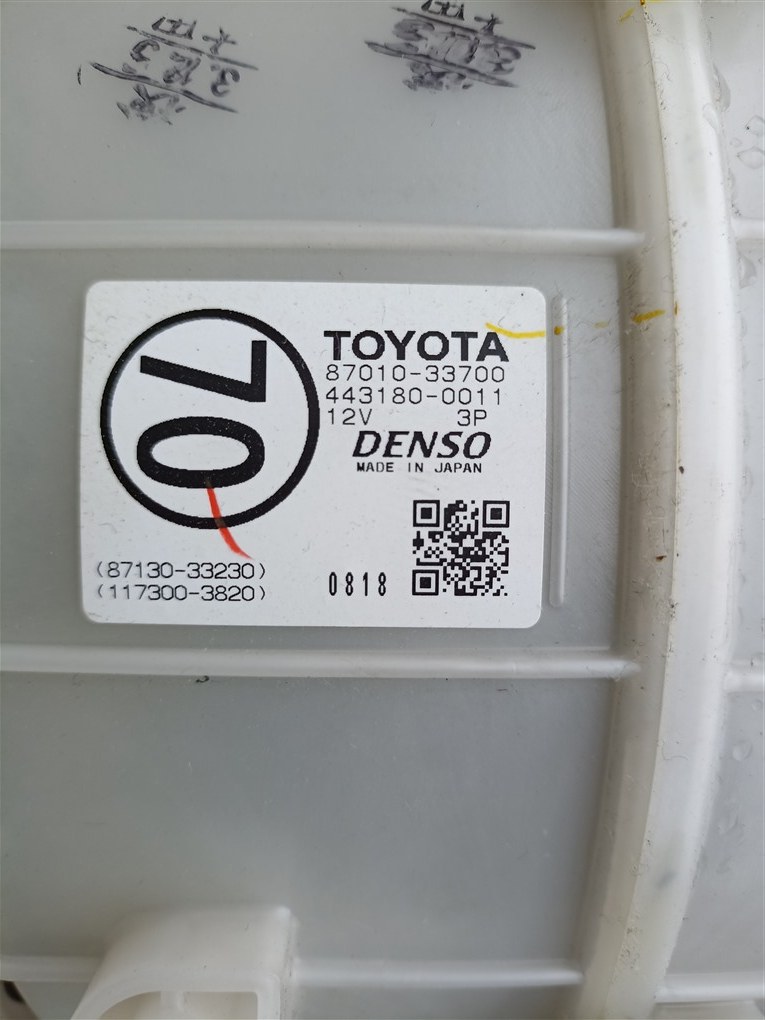 70
TOYOTA
87010-33700
443180-0011
12V 3P
DENSO
MADE IN JAPAN
(87130-33230)
(117300-3820)
0818